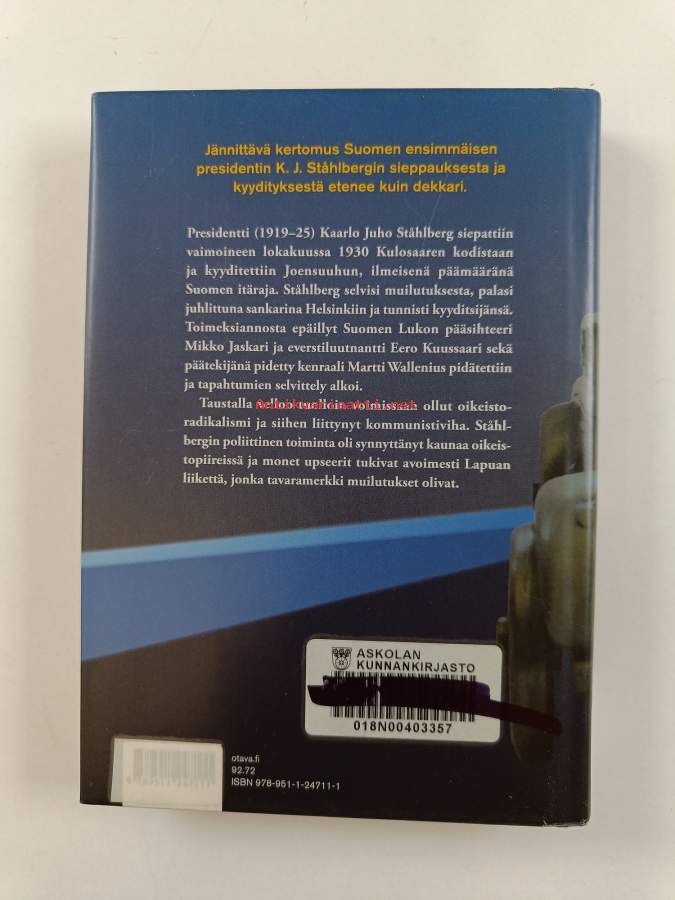 Jännittävä kertomus Suomen ensimmäisen
presidentin K. J. Ståhlbergin sieppauksesta ja
kyydityksestä etenee kuin dekkari.
Presidentti (1919–25) Kaarlo Juho Ståhlberg siepattiin
vaimoineen lokakuussa 1930 Kulosaaren kodistaan
ja kyyditettiin Joensuuhun, ilmeisenä päämääränä
Suomen itäraja. Ståhlberg selvisi muilutuksesta, palasi
juhlittuna sankarina Helsinkiin ja tunnisti kyyditsijänsä.
Toimeksiannosta epäillyt Suomen Lukon pääsihteeri
Mikko Jaskari ja everstiluutnantti Eero Kuussaari sekä
päätekijänä pidetty kenraali Martti Wallenius pidätettiin
ja tapahtumien selvittely alkoi.
Taustalla tuolloin voimissaan ollut oikeisto-
radikalismi ja siihen liittynyt kommunistiviha. Ståhl-
bergin poliittinen toiminta oli synnyttänyt kaunaa oikeis-
topiireissä ja monet upseerit tukivat avoimesti Lapuan
liikettä, jonka tavaramerkki muilutukset olivat.
ASKOLAN
KUNNANKIRJASTO
018N00403357
otava.fi
92.72
ISBN 978-951-1-24711-1